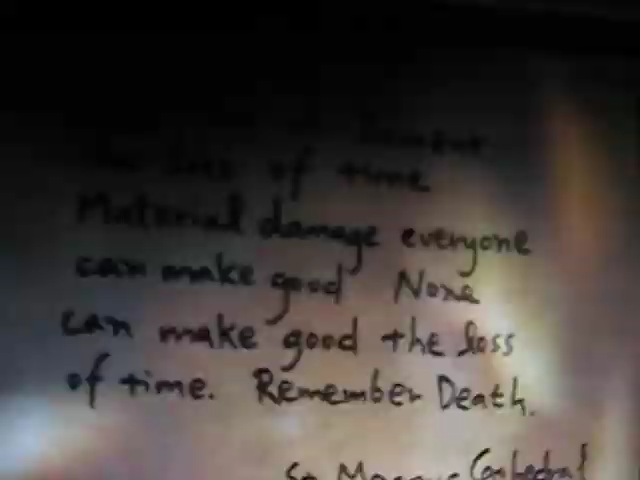 loss of time
Material damage everyone
can make good None
can make good the loss
of time. Remember Death.
Cathedral